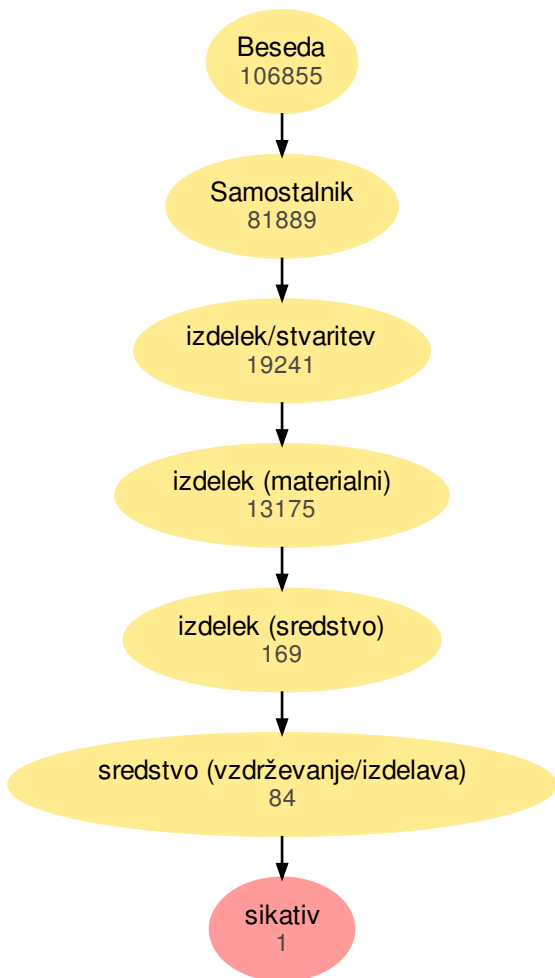 Beseda
106855
Samostalnik
81889
izdelek/stvaritev
19241
izdelek (materialni)
13175
izdelek (sredstvo)
169
sredstvo (vzdrževanje/izdelava)
84
sikativ
1